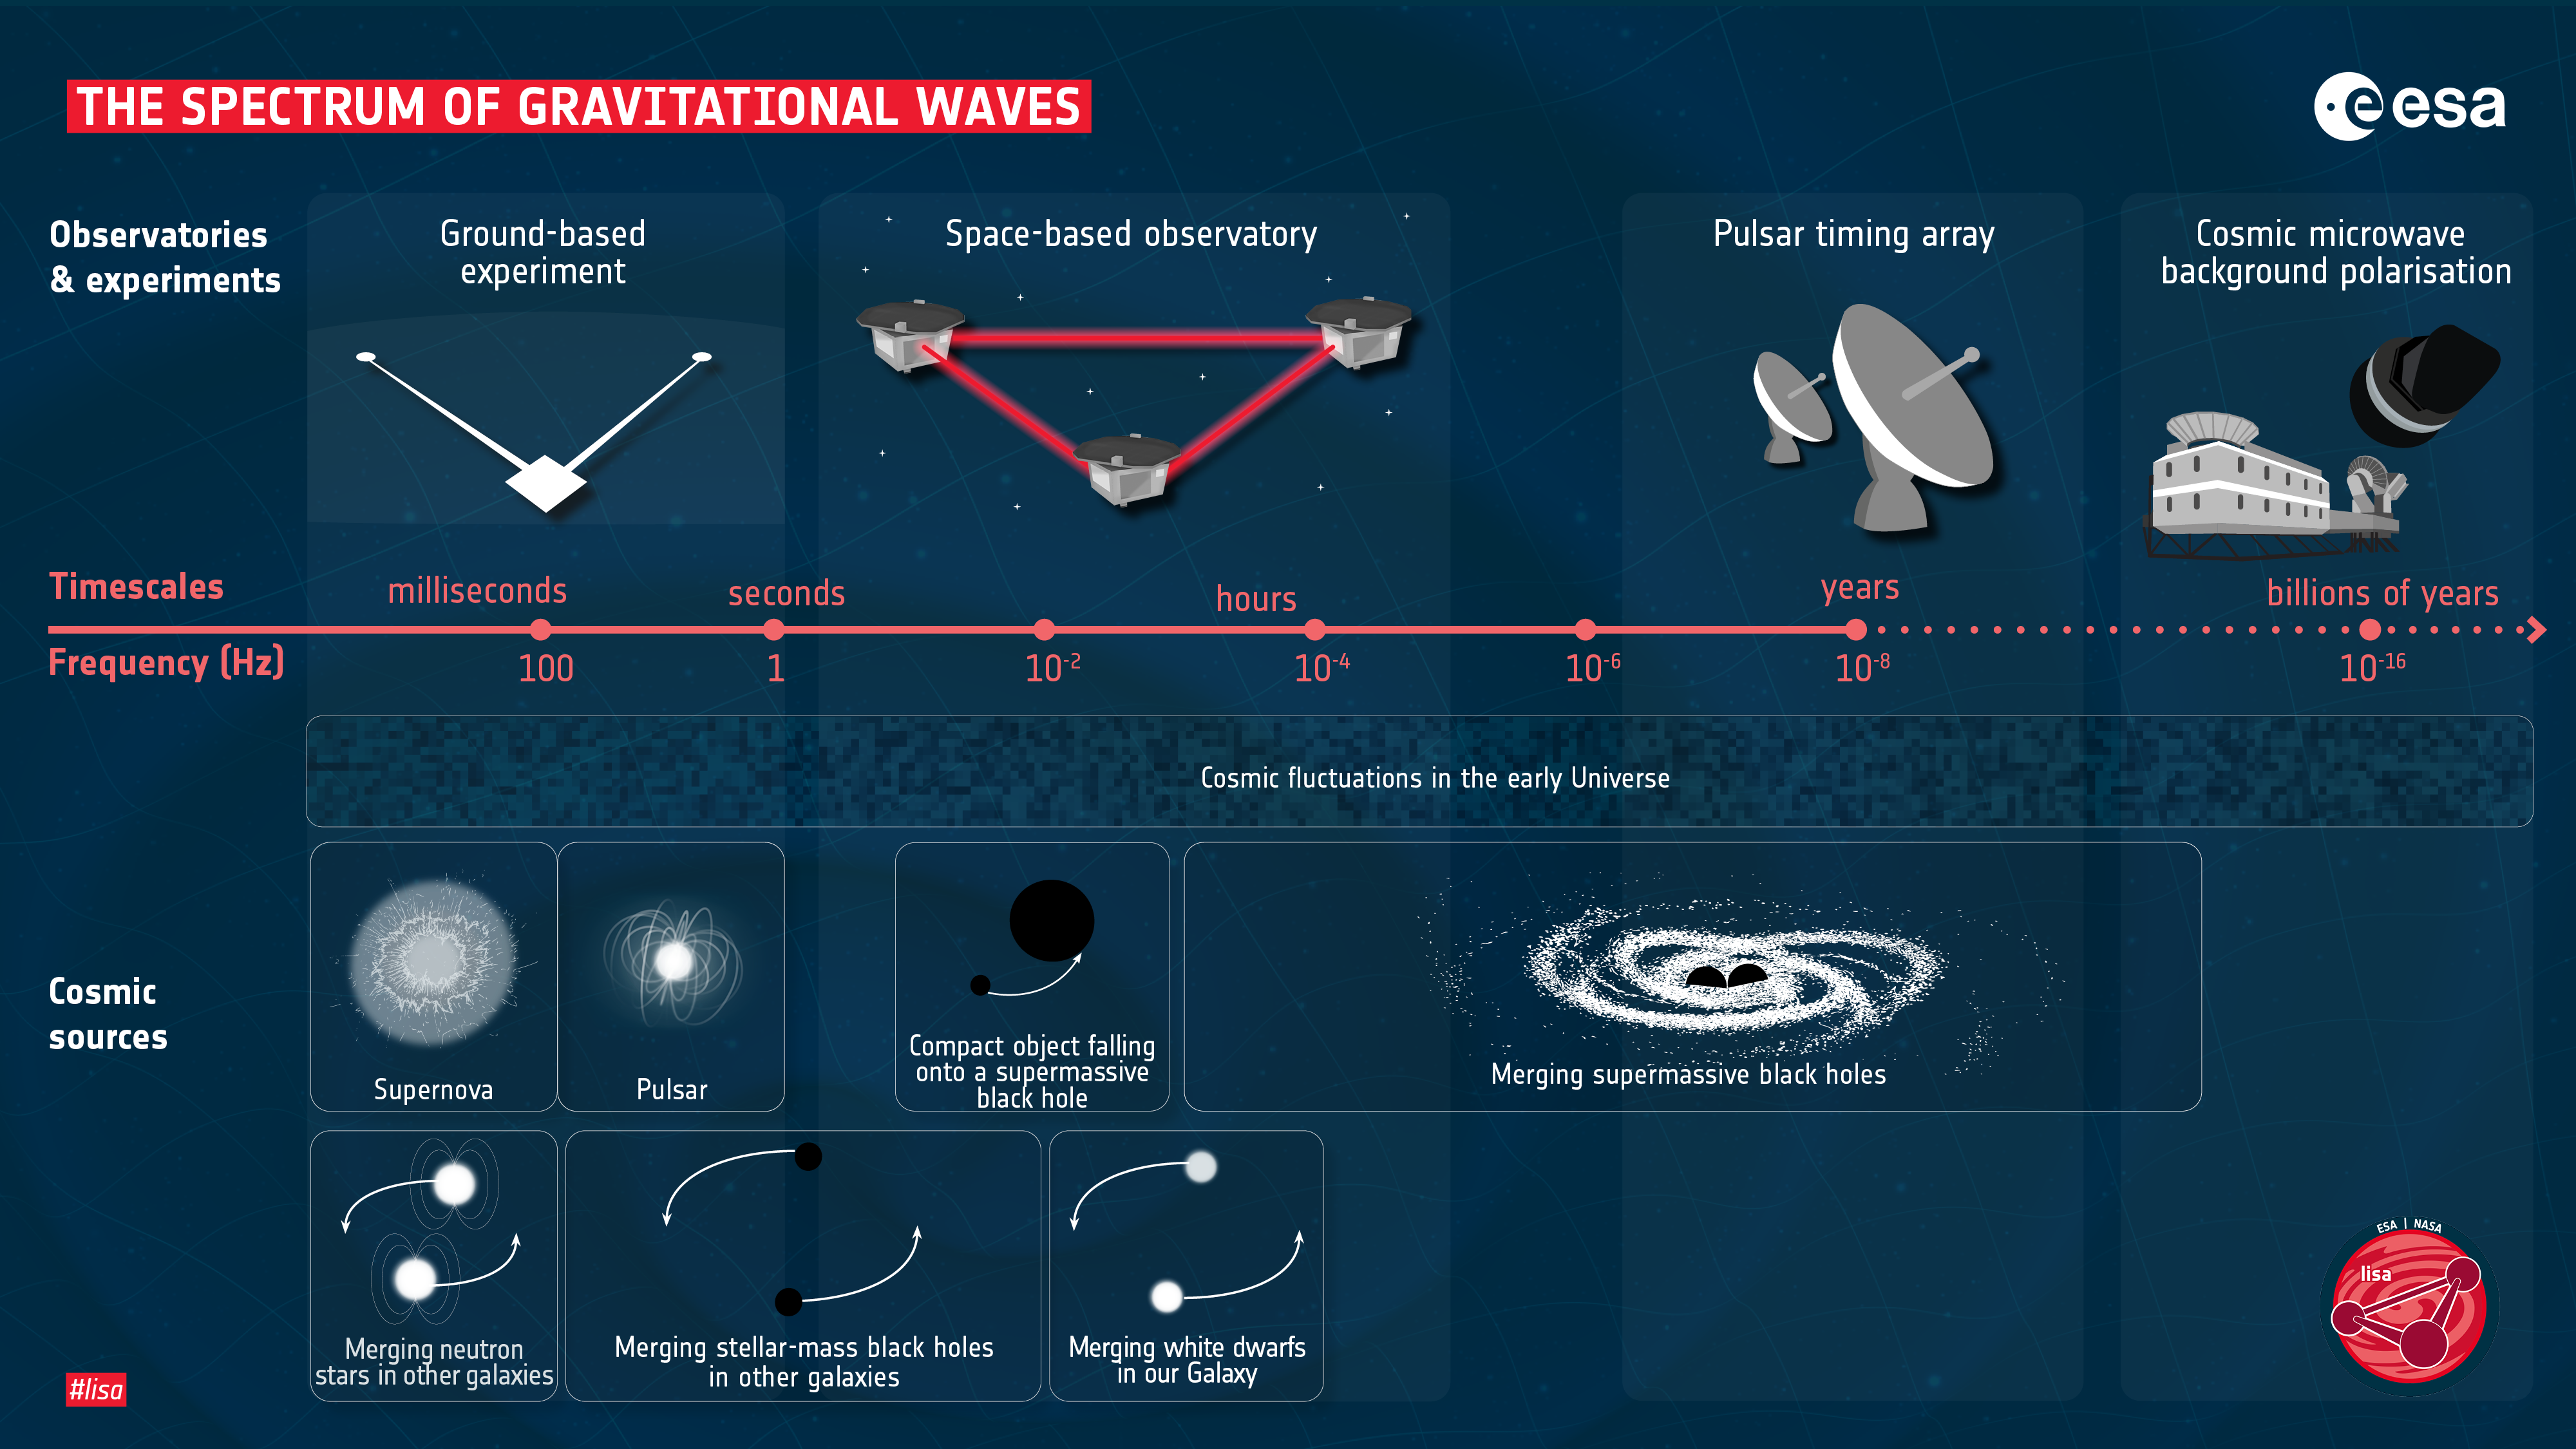 THE SPECTRUM OF GRAVITATIONAL WAVES
esa
Observatories
& experiments
Ground-based
experiment
Space-based observatory
Pulsar timing array
Cosmic microwave
background polarisation
Timescales
milliseconds
seconds
hours
years
billions of years
Frequency (Hz)
100
1
10⁻²
10⁻⁴
10⁻⁶
10⁻⁸
10⁻¹⁶
Cosmic fluctuations in the early Universe
Cosmic
sources
Supernova
Pulsar
Compact object falling
onto a supermassive
black hole
Merging supermassive black holes
Merging neutron
stars in other galaxies
Merging stellar-mass black holes
in other galaxies
Merging white dwarfs
in our Galaxy
#lisa
ESA | NASA
lisa